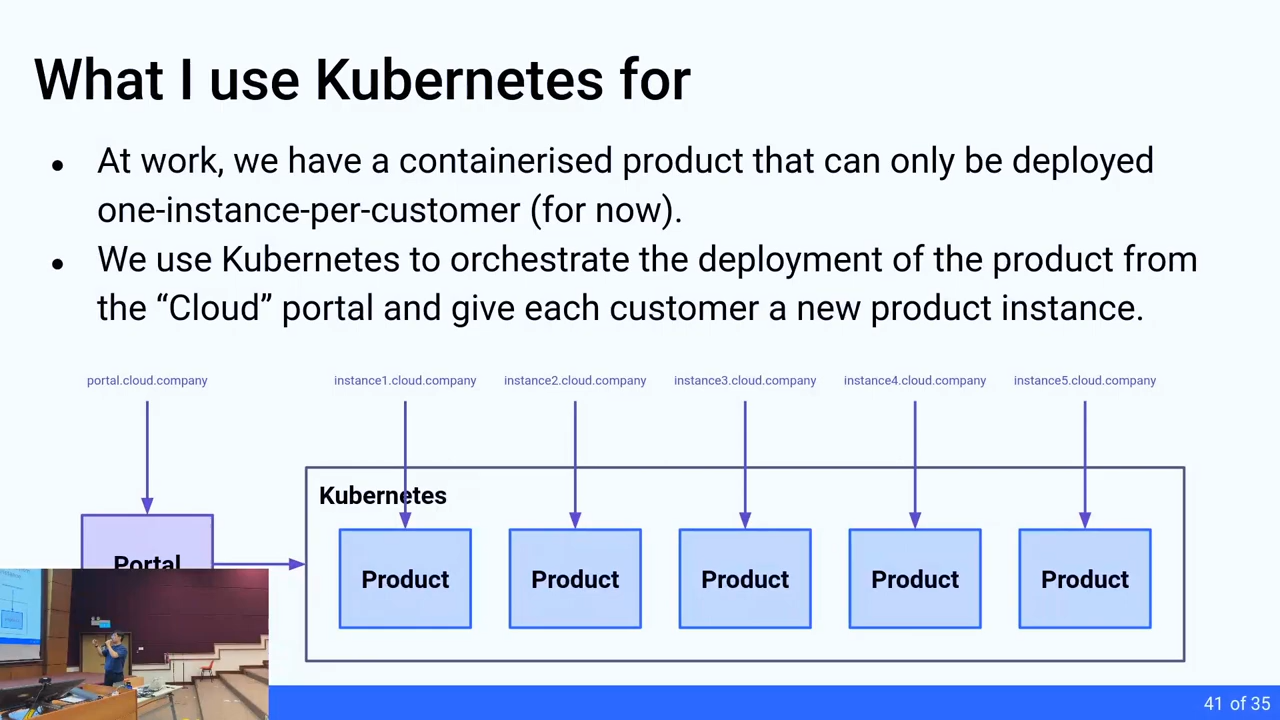 What I use Kubernetes for
● At work, we have a containerised product that can only be deployed
one-instance-per-customer (for now).
● We use Kubernetes to orchestrate the deployment of the product from
the “Cloud” portal and give each customer a new product instance.
portal.cloud.company instance1.cloud.company instance2.cloud.company instance3.cloud.company instance4.cloud.company instance5.cloud.company
Kubernetes
Portal
Product Product Product Product Product
41 of 35